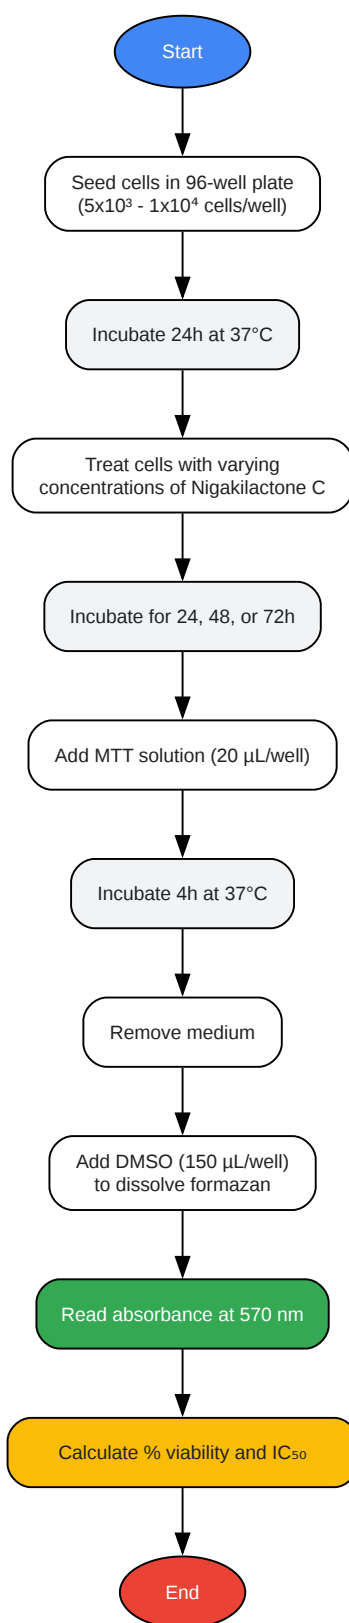 Start
Seed cells in 96-well plate
(5x10³ - 1x10⁴ cells/well)
Incubate 24h at 37°C
Treat cells with varying
concentrations of Nigakilactone C
Incubate for 24, 48, or 72h
Add MTT solution (20 µL/well)
Incubate 4h at 37°C
Remove medium
Add DMSO (150 µL/well)
to dissolve formazan
Read absorbance at 570 nm
Calculate % viability and IC₅₀
End